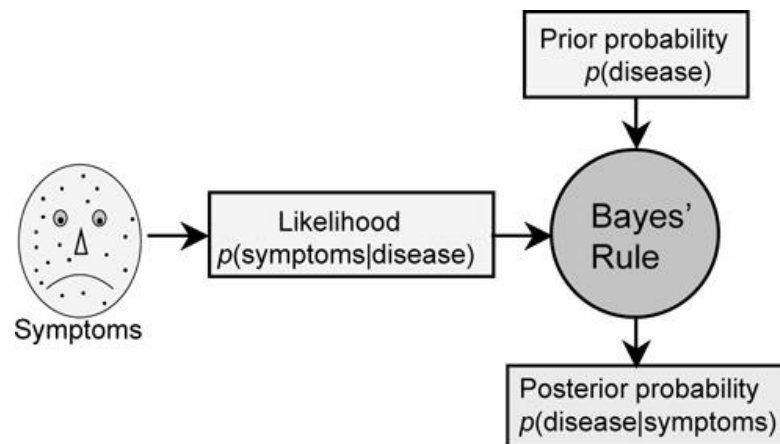 Prior probability
p(disease)
Likelihood
p(symptoms|disease)
Bayes’
Rule
Symptoms
Posterior probability
p(disease|symptoms)